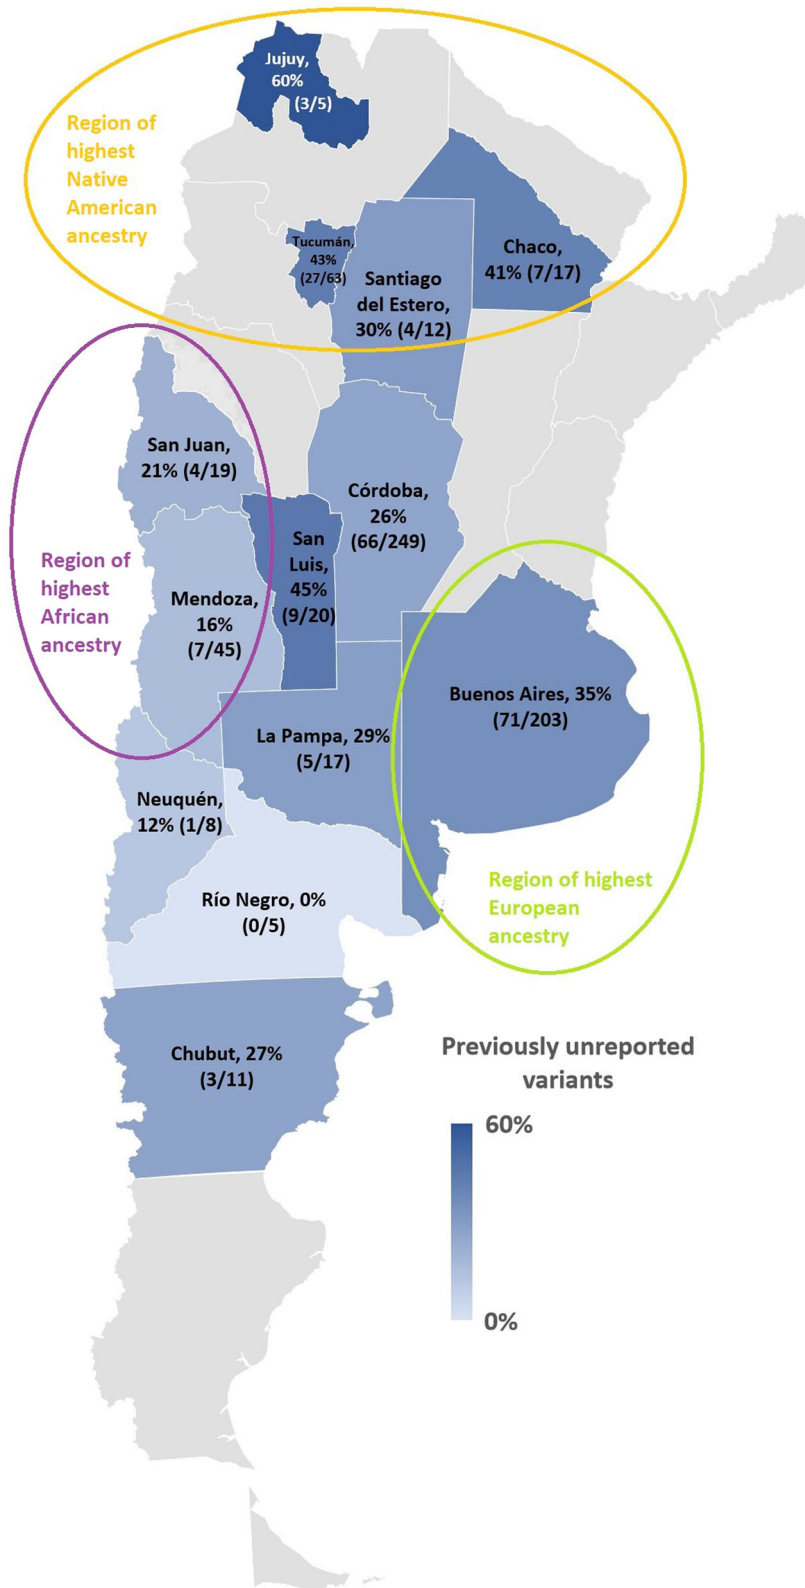 Jujuy,
60%
(3/5)
Region of
highest
Native
American
ancestry
Tucumán,
43%
(27/63)
Santiago
del Estero,
30% (4/12)
Chaco,
41% (7/17)
San Juan,
21% (4/19)
Córdoba,
26%
(66/249)
San
Luis,
45%
(9/20)
Region of
highest
African
ancestry
Mendoza,
16%
(7/45)
Buenos Aires, 35%
(71/203)
La Pampa, 29%
(5/17)
Neuquén,
12% (1/8)
Region of highest
European
ancestry
Río Negro, 0%
(0/5)
Chubut, 27%
(3/11)
Previously unreported
variants
60%
0%